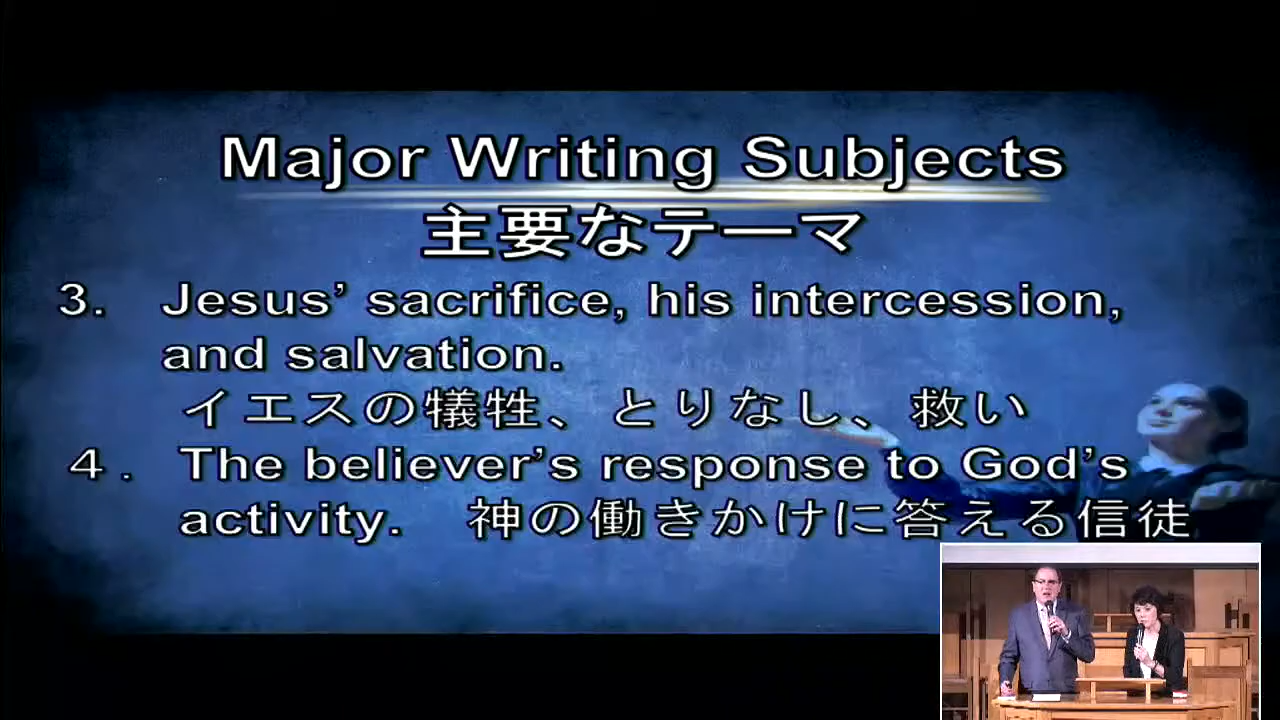 Major Writing Subjects
主要なテーマ
3. Jesus’ sacrifice, his intercession,
and salvation.
イエスの犠牲、とりなし、救い
４. The believer’s response to God’s
activity. 神の働きかけに答える信徒